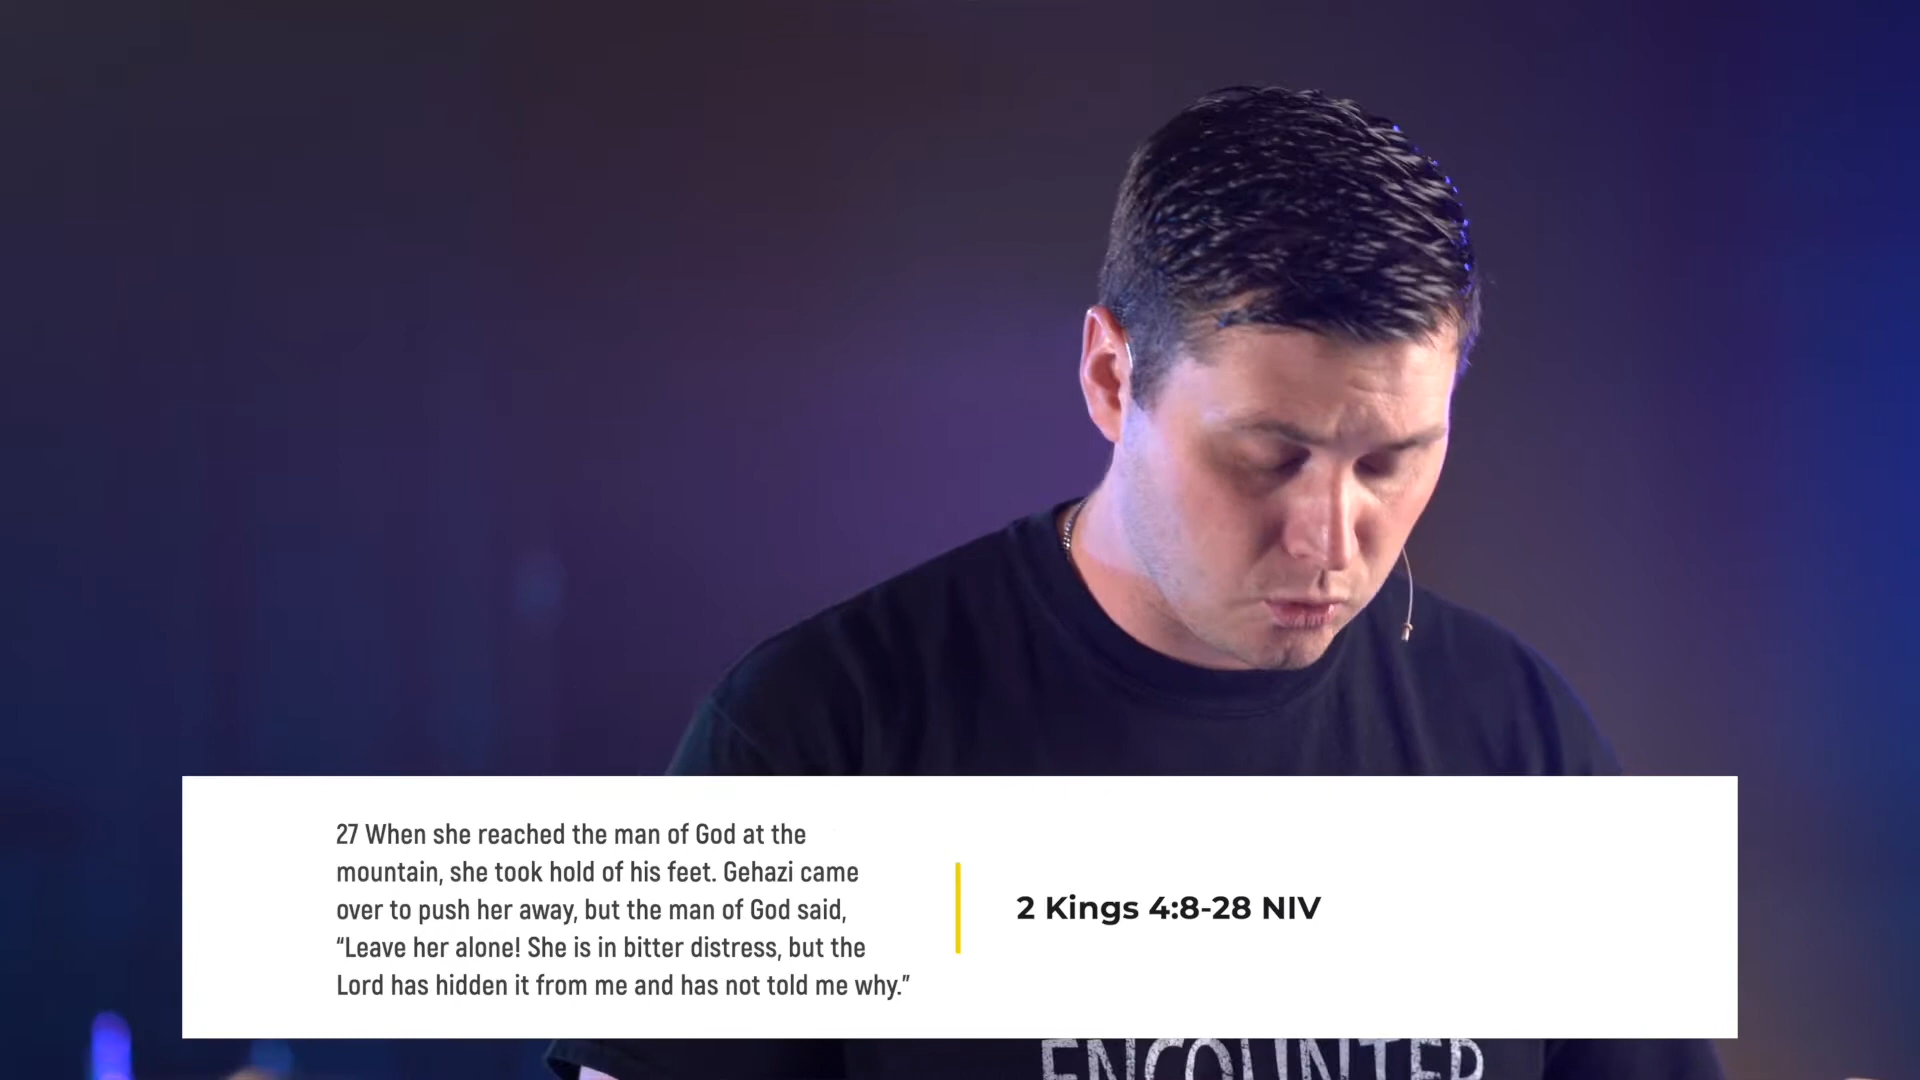 27 When she reached the man of God at the
mountain, she took hold of his feet. Gehazi came
over to push her away, but the man of God said,
“Leave her alone! She is in bitter distress, but the
Lord has hidden it from me and has not told me why.”
2 Kings 4:8-28 NIV
ENCOUNTER